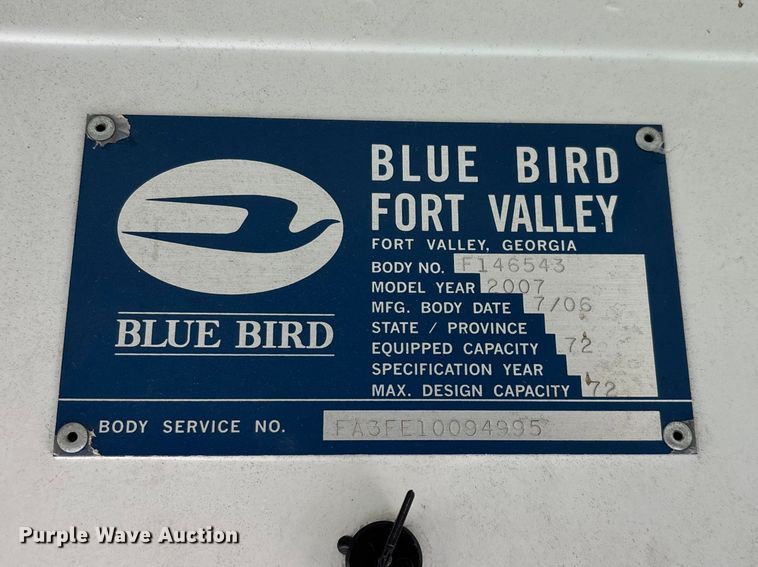 BLUE BIRD
BLUE BIRD
FORT VALLEY
FORT VALLEY, GEORGIA
BODY NO. F146543
MODEL YEAR 2007
MFG. BODY DATE 7/06
STATE / PROVINCE
EQUIPPED CAPACITY 72
SPECIFICATION YEAR
MAX. DESIGN CAPACITY 72
BODY SERVICE NO. FA3FE10094995
Purple Wave Auction